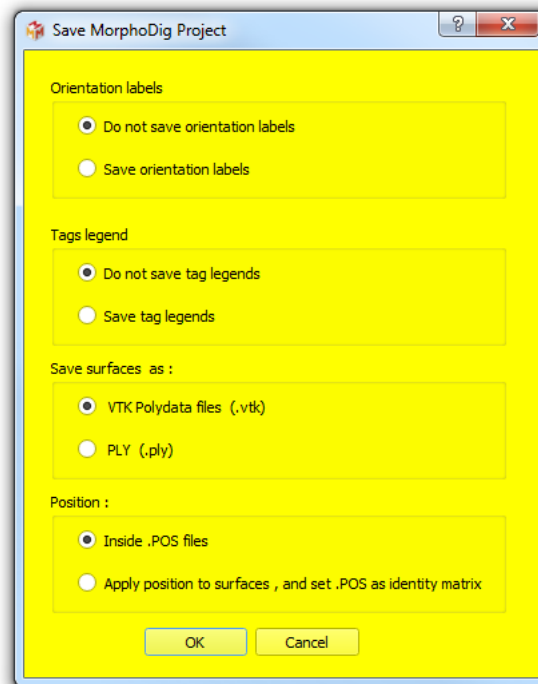 Save MorphoDig Project
Orientation labels
Do not save orientation labels
Save orientation labels
Tags legend
Do not save tag legends
Save tag legends
Save surfaces as :
VTK Polydata files (.vtk)
PLY (.ply)
Position :
Inside .POS files
Apply position to surfaces , and set .POS as identity matrix
OK Cancel